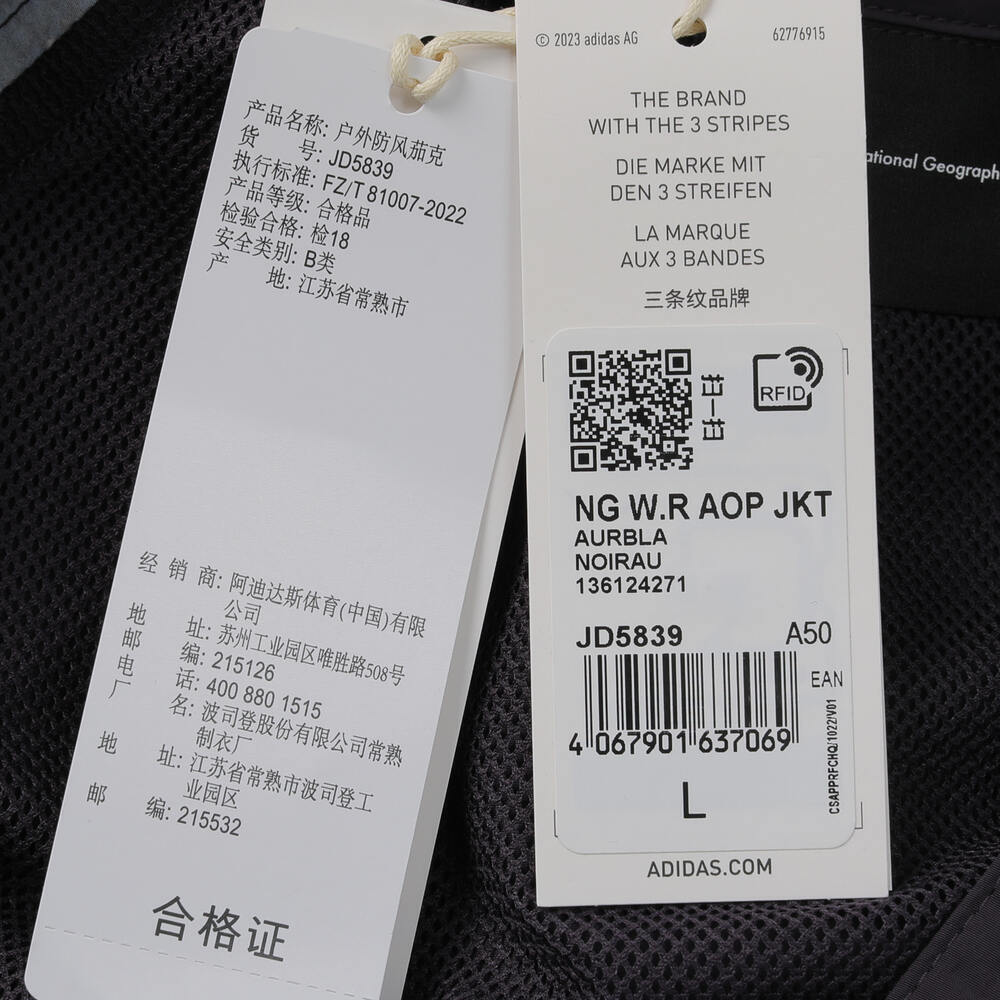 产品名称: 户外防风茄克
货 号: JD5839
执行标准: FZ/T 81007-2022
产品等级: 合格品
检验合格: 检18
安全类别: B类
产 地: 江苏省常熟市
经 销 商: 阿迪达斯体育(中国)有限
公司
地 址: 苏州工业园区唯胜路508号
邮 编: 215126
电 话: 400 880 1515
厂 名: 波司登股份有限公司常熟
制衣厂
地 址: 江苏省常熟市波司登工
业园区
邮 编: 215532
合格证
© 2023 adidas AG 62776915
THE BRAND
WITH THE 3 STRIPES
DIE MARKE MIT
DEN 3 STREIFEN
LA MARQUE
AUX 3 BANDES
三条纹品牌
扫一扫
RFID
NG W.R AOP JKT
AURBLA
NOIRAU
136124271
JD5839 A50
EAN
4 067901 637069
CSAPPRFCHQ/1022/V01
L
ADIDAS.COM
ational Geograph